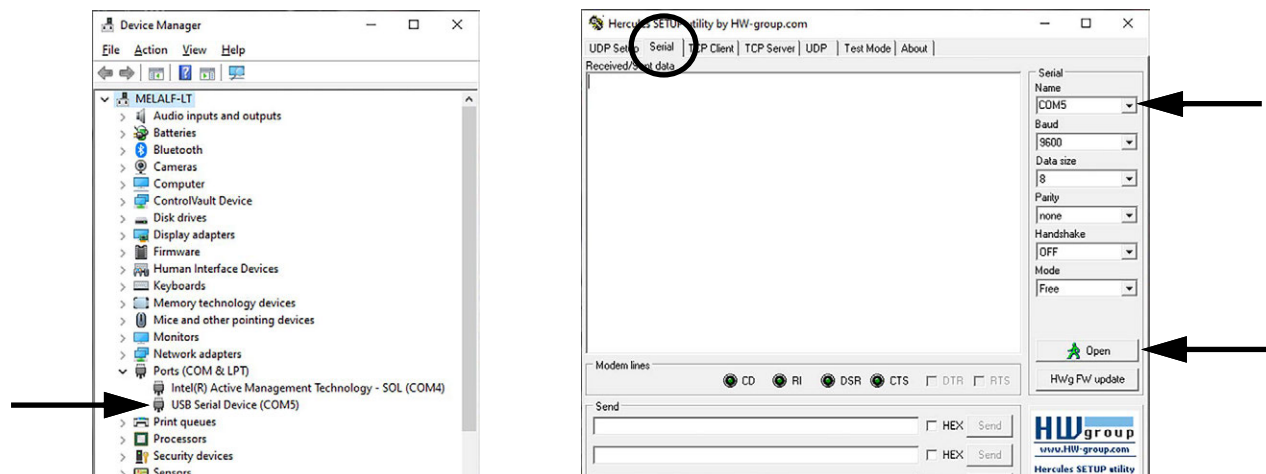 Device Manager
File Action View Help
MELALF-LT
Audio inputs and outputs
Batteries
Bluetooth
Cameras
Computer
ControlVault Device
Disk drives
Display adapters
Firmware
Human Interface Devices
Keyboards
Memory technology devices
Mice and other pointing devices
Monitors
Network adapters
Ports (COM & LPT)
Intel(R) Active Management Technology - SOL (COM4)
USB Serial Device (COM5)
Print queues
Processors
Security devices
Sensors
Hercules SETUP utility by HW-group.com
UDP Setup Serial TCP Client TCP Server UDP Test Mode About
Received/Sent data
Serial
Name
COM5
Baud
9600
Data size
8
Parity
none
Handshake
OFF
Mode
Free
Open
HWg FW update
Modem lines
CD RI DSR CTS DTR RTS
Send
HEX Send
HEX Send
HW group
www.HW-group.com
Hercules SETUP utility